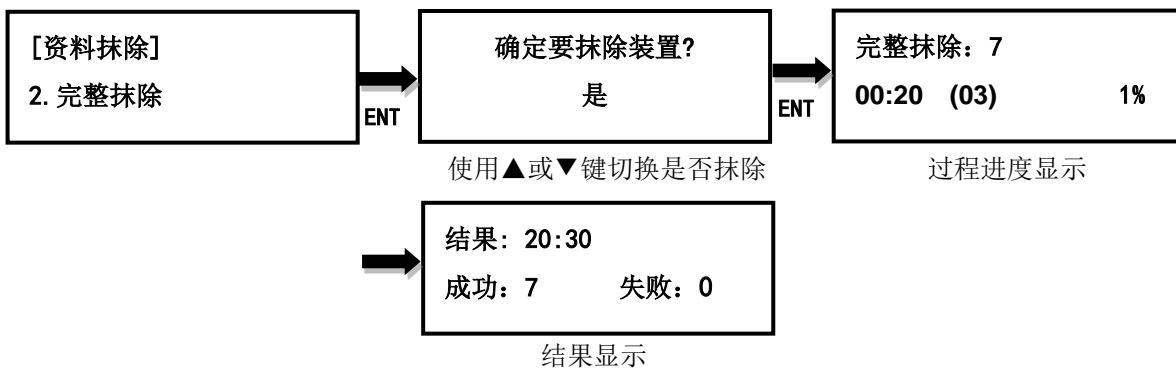 [资料抹除]
2.完整抹除
ENT
确定要抹除装置?
是
使用▲或▼键切换是否抹除
ENT
完整抹除：7
00:20 (03) 1%
过程进度显示
结果: 20:30
成功：7 失败：0
结果显示